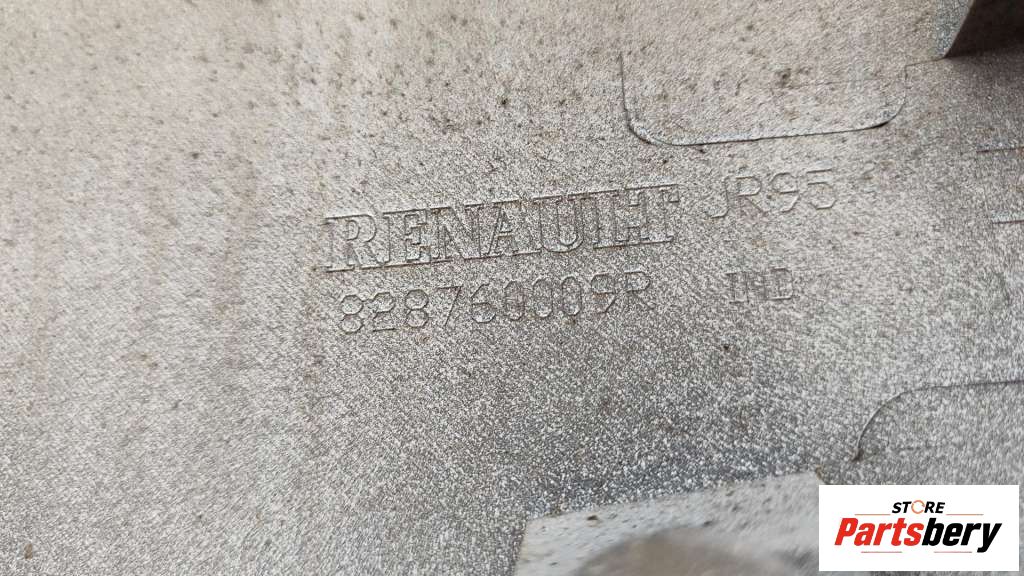 RENAULT JR95
828760009R IND
STORE
Partsbery